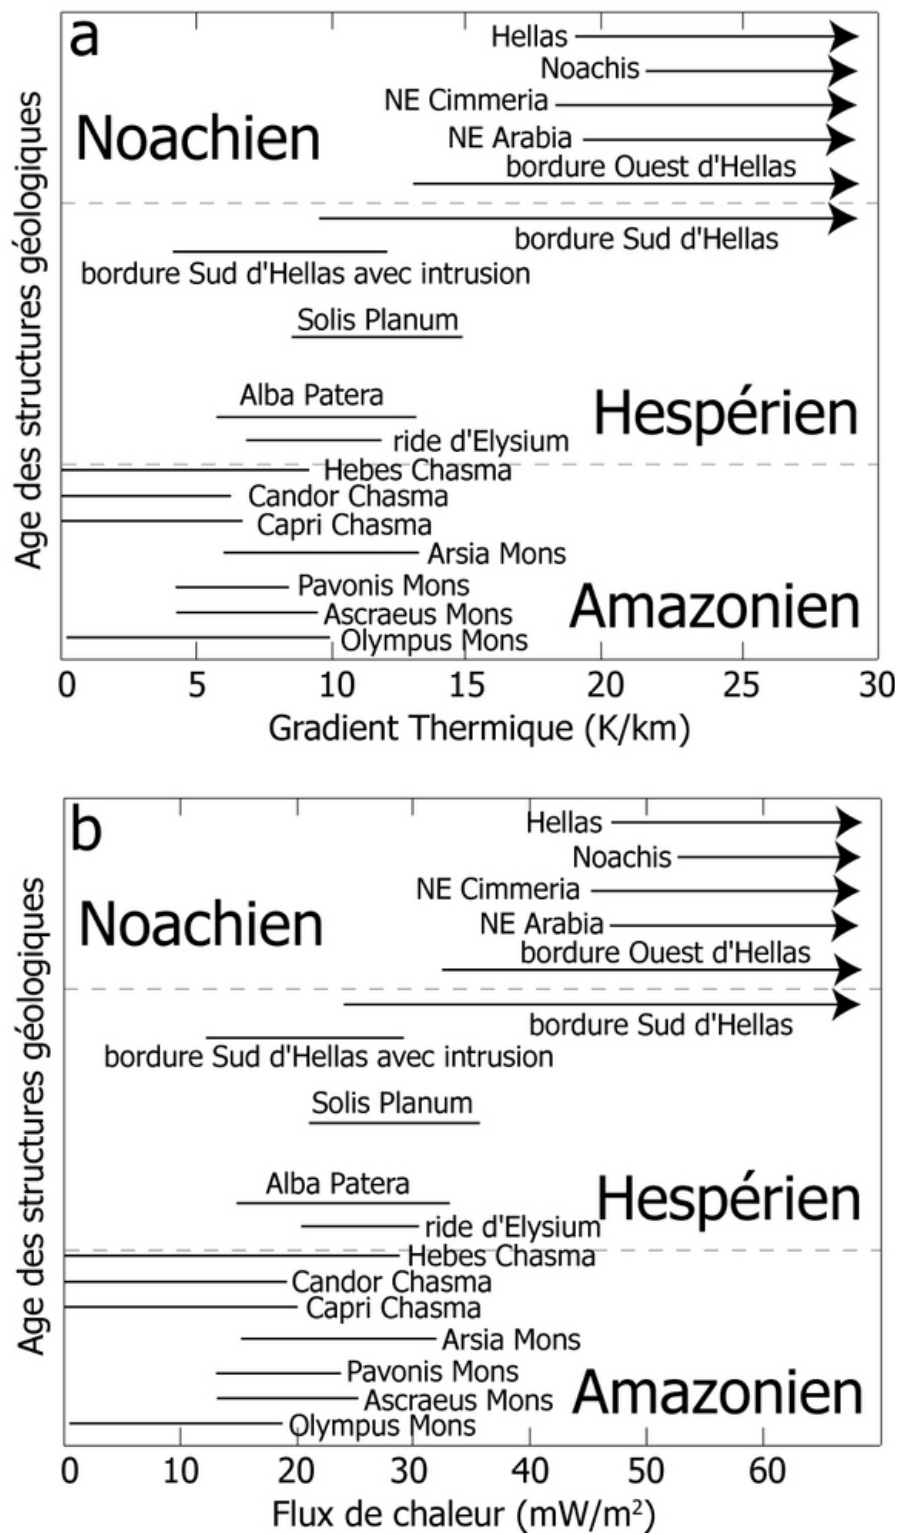 a
Hellas
Noachis
NE Cimmeria
Noachien
NE Arabia
bordure Ouest d'Hellas
bordure Sud d'Hellas
bordure Sud d'Hellas avec intrusion
Solis Planum
Alba Patera
Hespérien
ride d'Elysium
Hebes Chasma
Candor Chasma
Capri Chasma
Arsia Mons
Pavonis Mons
Amazonien
Ascraeus Mons
Olympus Mons
Age des structures géologiques
0 5 10 15 20 25 30
Gradient Thermique (K/km)
b
Hellas
Noachis
NE Cimmeria
Noachien
NE Arabia
bordure Ouest d'Hellas
bordure Sud d'Hellas
bordure Sud d'Hellas avec intrusion
Solis Planum
Alba Patera
Hespérien
ride d'Elysium
Hebes Chasma
Candor Chasma
Capri Chasma
Arsia Mons
Pavonis Mons
Amazonien
Ascraeus Mons
Olympus Mons
Age des structures géologiques
0 10 20 30 40 50 60
Flux de chaleur (mW/m²)